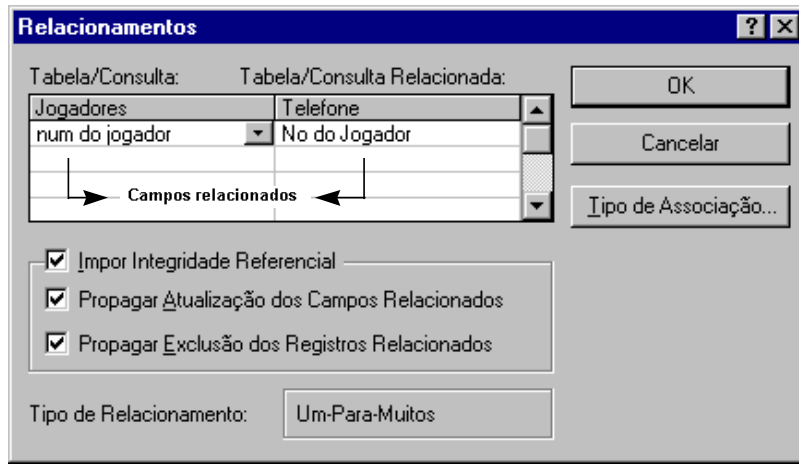 Relacionamentos
Tabela/Consulta: Tabela/Consulta Relacionada:
Jogadores Telefone
num do jogador No do Jogador
Campos relacionados
OK
Cancelar
Tipo de Associação...
Impor Integridade Referencial
Propagar Atualização dos Campos Relacionados
Propagar Exclusão dos Registros Relacionados
Tipo de Relacionamento: Um-Para-Muitos